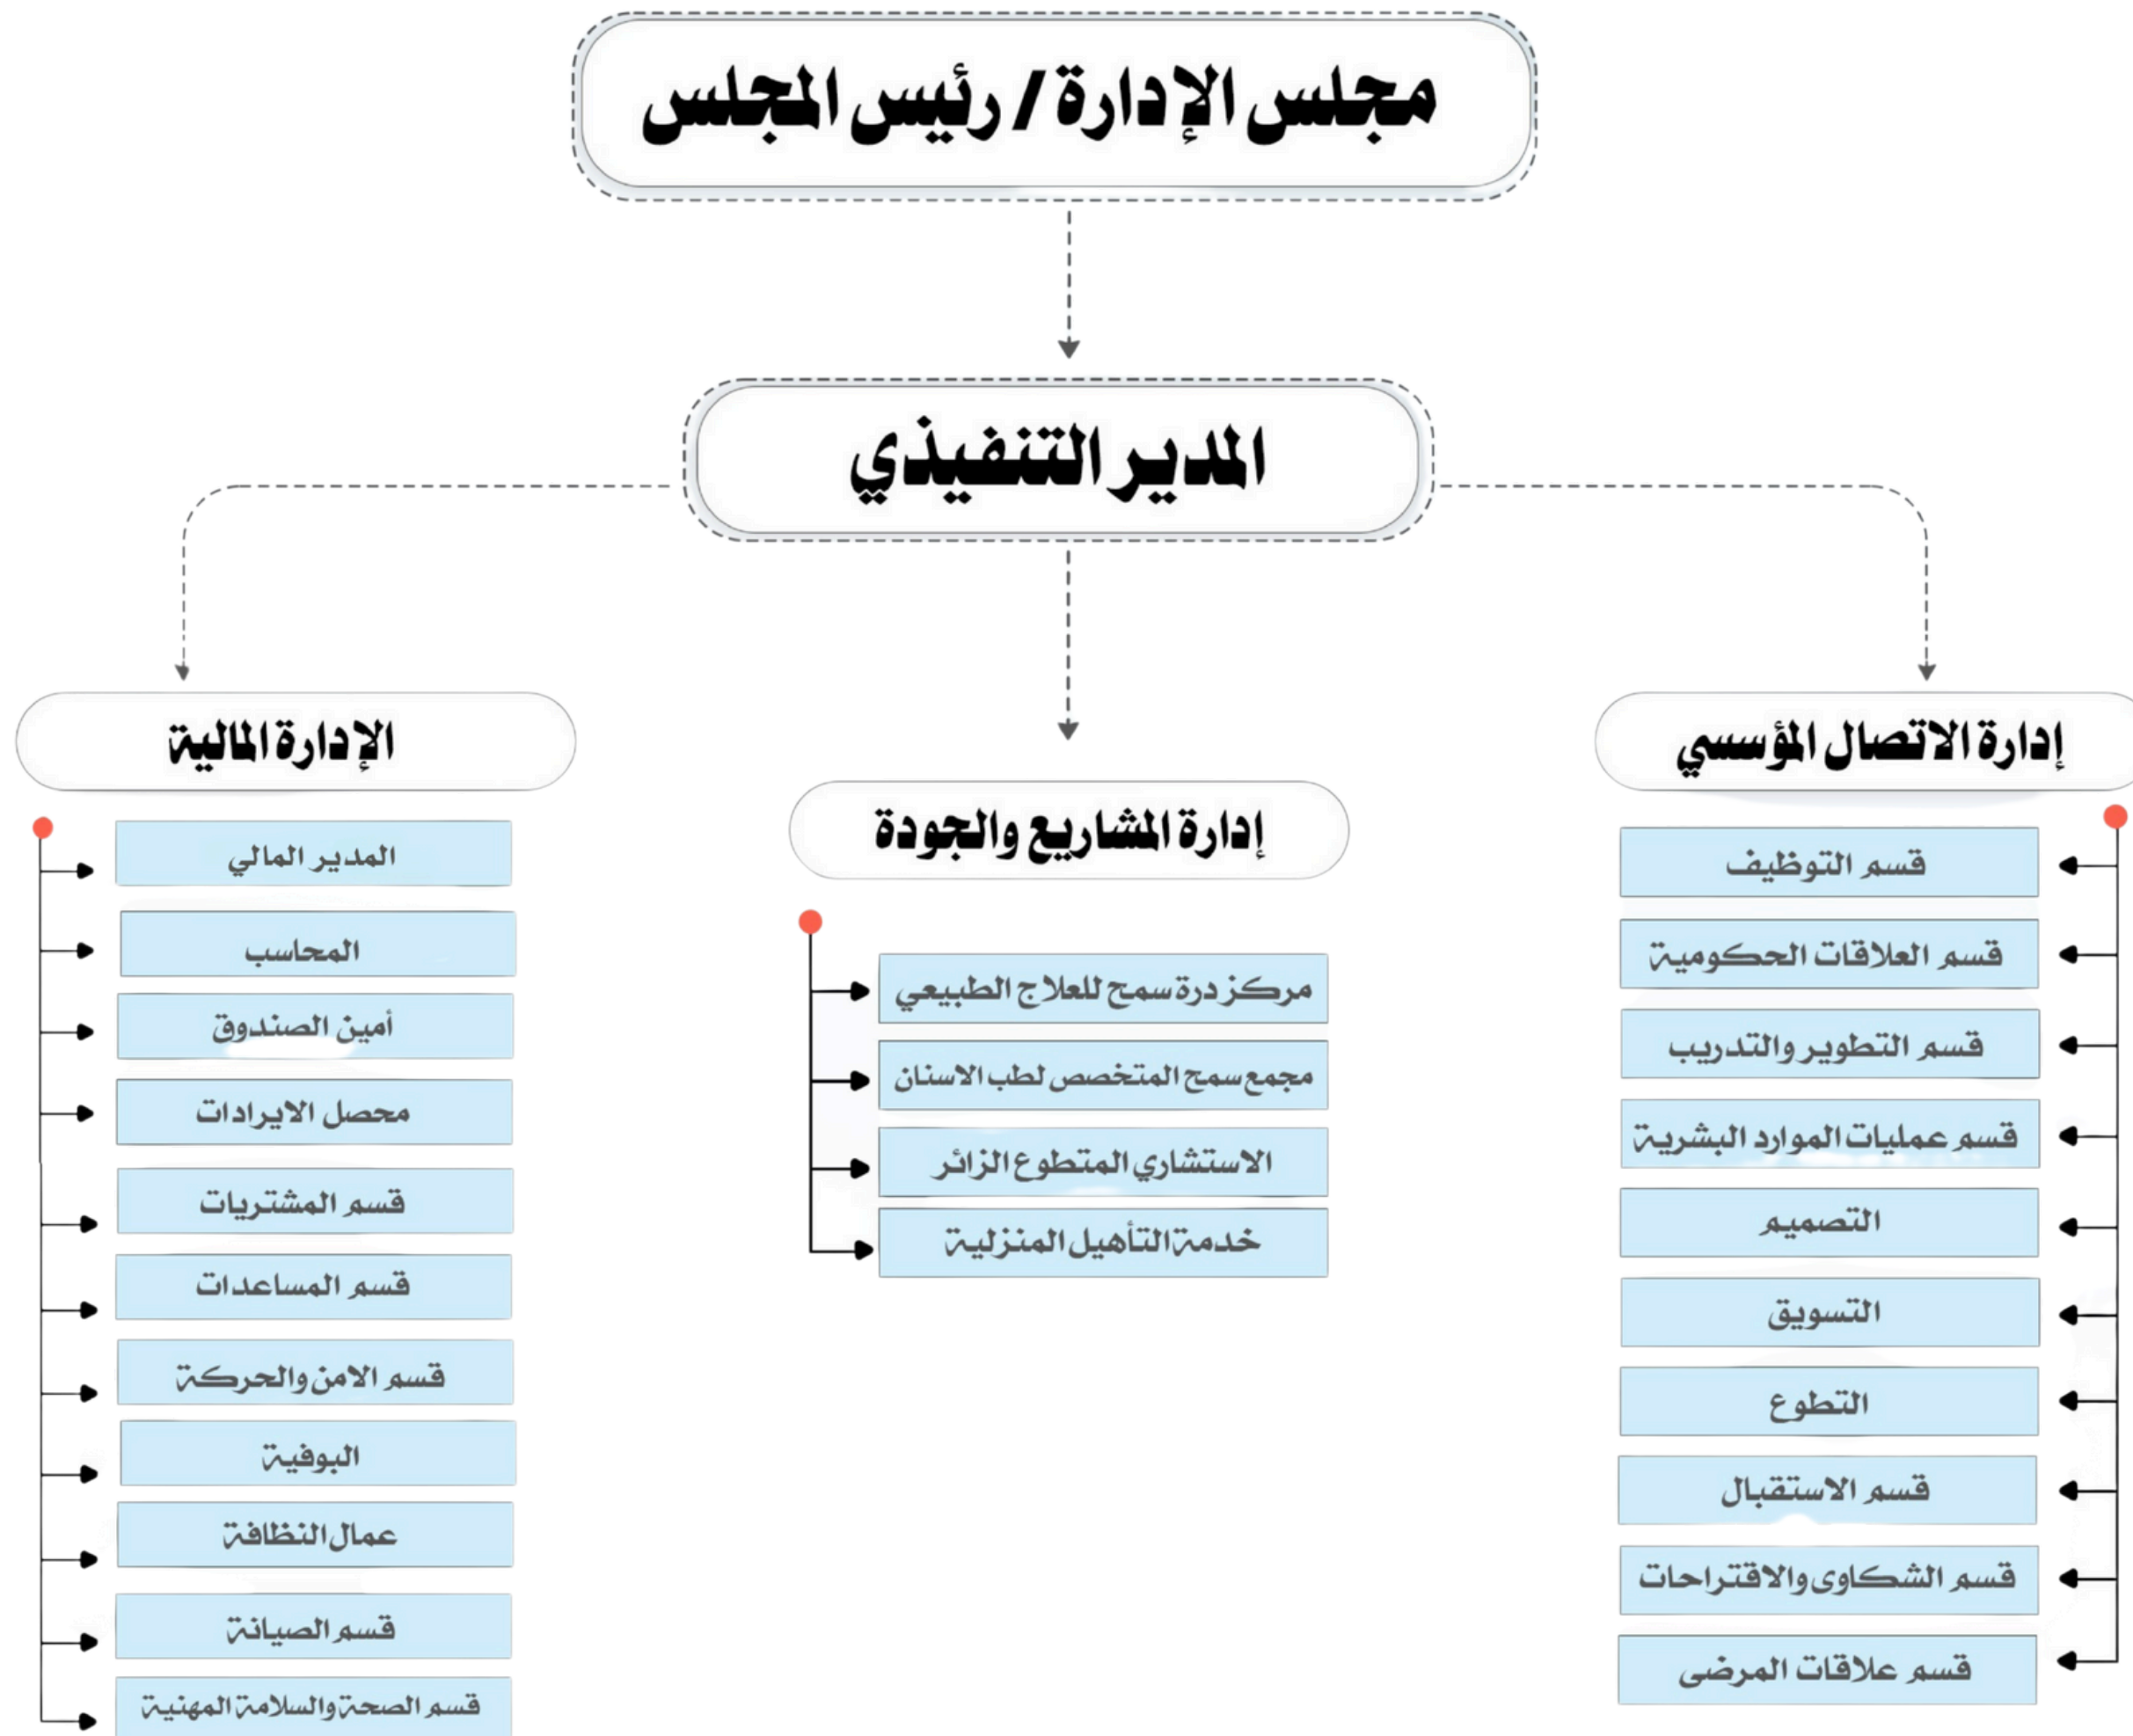 مجلس الإدارة / رئيس المجلس
المدير التنفيذي
إدارة الاتصال المؤسسي
قسم التوظيف
قسم العلاقات الحكومية
قسم التطوير والتدريب
قسم عمليات الموارد البشرية
التصميم
التسويق
التطوع
قسم الاستقبال
قسم الشكاوى والاقتراحات
قسم علاقات المرضى
إدارة المشاريع والجودة
مركز درة سمح للعلاج الطبيعي
مجمع سمح المتخصص لطب الاسنان
الاستشاري المتطوع الزائر
خدمة التأهيل المنزلية
الإدارة المالية
المدير المالي
المحاسب
أمين الصندوق
محصل الايرادات
قسم المشتريات
قسم المساعدات
قسم الامن والحركة
البوفية
عمال النظافة
قسم الصيانة
قسم الصحة والسلامة المهنية